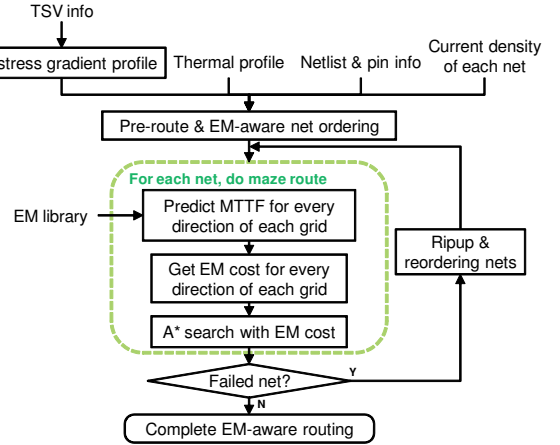 TSV info
stress gradient profile
Thermal profile
Netlist & pin info
Current density
of each net
Pre-route & EM-aware net ordering
For each net, do maze route
EM library
Predict MTTF for every
direction of each grid
Get EM cost for every
direction of each grid
A* search with EM cost
Ripup &
reordering nets
Failed net?
Y
N
Complete EM-aware routing